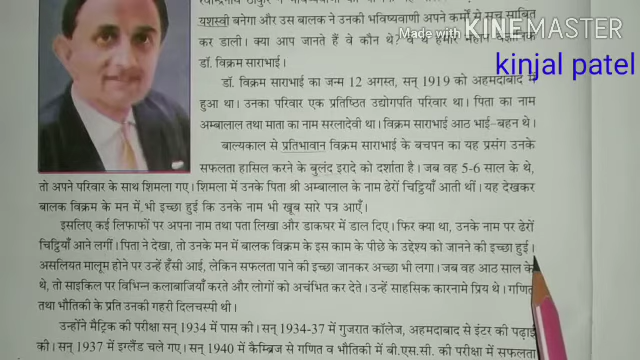 यशस्वी बनेगा और उस बालक ने उनकी भविष्यवाणी अपने कर्मों से सच साबित
Made with KINEMASTER
कर डाली। क्या आप जानते हैं वे कौन थे? वे थे हमारे महान
kinjal patel
डॉ. विक्रम साराभाई।
डॉ. विक्रम साराभाई का जन्म 12 अगस्त, सन् 1919 को अहमदाबाद में
हुआ था। उनका परिवार एक प्रतिष्ठित उद्योगपति परिवार था। पिता का नाम
अम्बालाल तथा माता का नाम सरलादेवी था। विक्रम साराभाई आठ भाई–बहन थे।
बाल्यकाल से प्रतिभावान विक्रम साराभाई के बचपन का यह प्रसंग उनके
सफलता हासिल करने के बुलंद इरादे को दर्शाता है। जब वह 5-6 साल के थे,
तो अपने परिवार के साथ शिमला गए। शिमला में उनके पिता श्री अम्बालाल के नाम ढेरों चिट्ठियाँ आती थीं। यह देखकर
बालक विक्रम के मन में भी इच्छा हुई कि उनके नाम भी खूब सारे पत्र आएँ।
इसलिए कई लिफाफों पर अपना नाम तथा पता लिखा और डाकघर में डाल दिए। फिर क्या था, उनके नाम पर ढेरों
चिट्ठियाँ आने लगीं। पिता ने देखा, तो उनके मन में बालक विक्रम के इस काम के पीछे के उद्देश्य को जानने की इच्छा हुई।
असलियत मालूम होने पर उन्हें हँसी आई, लेकिन सफलता पाने की इच्छा जानकर अच्छा भी लगा। जब वह आठ साल के
थे, तो साइकिल पर विभिन्न कलाबाजियाँ करते और लोगों को अचंभित कर देते। उन्हें साहसिक कारनामे प्रिय थे। गणित
तथा भौतिकी के प्रति उनकी गहरी दिलचस्पी थी।
उन्होंने मैट्रिक की परीक्षा सन् 1934 में पास की। सन् 1934-37 में गुजरात कॉलेज, अहमदाबाद से इंटर की पढ़ाई
की। सन् 1937 में इंग्लैंड चले गए। सन् 1940 में कैम्ब्रिज से गणित व भौतिकी में बी.एस.सी. की परीक्षा में सफलता